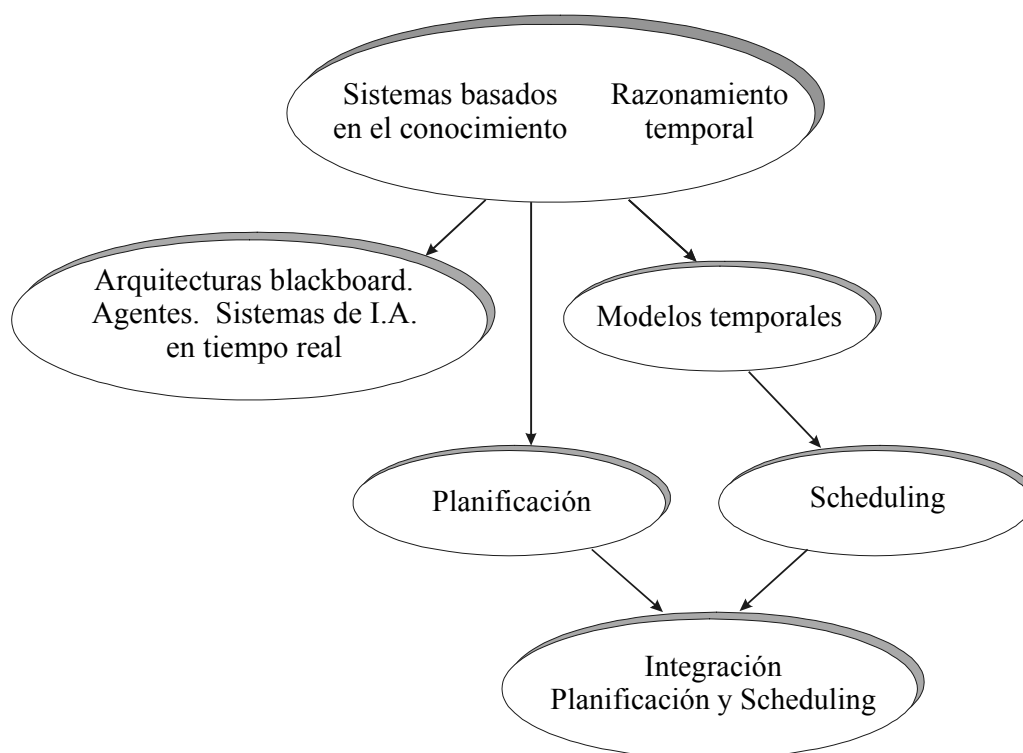 Sistemas basados
en el conocimiento
Razonamiento
temporal
Arquitecturas blackboard.
Agentes.  Sistemas de I.A.
en tiempo real
Modelos temporales
Planificación
Scheduling
Integración
Planificación y Scheduling